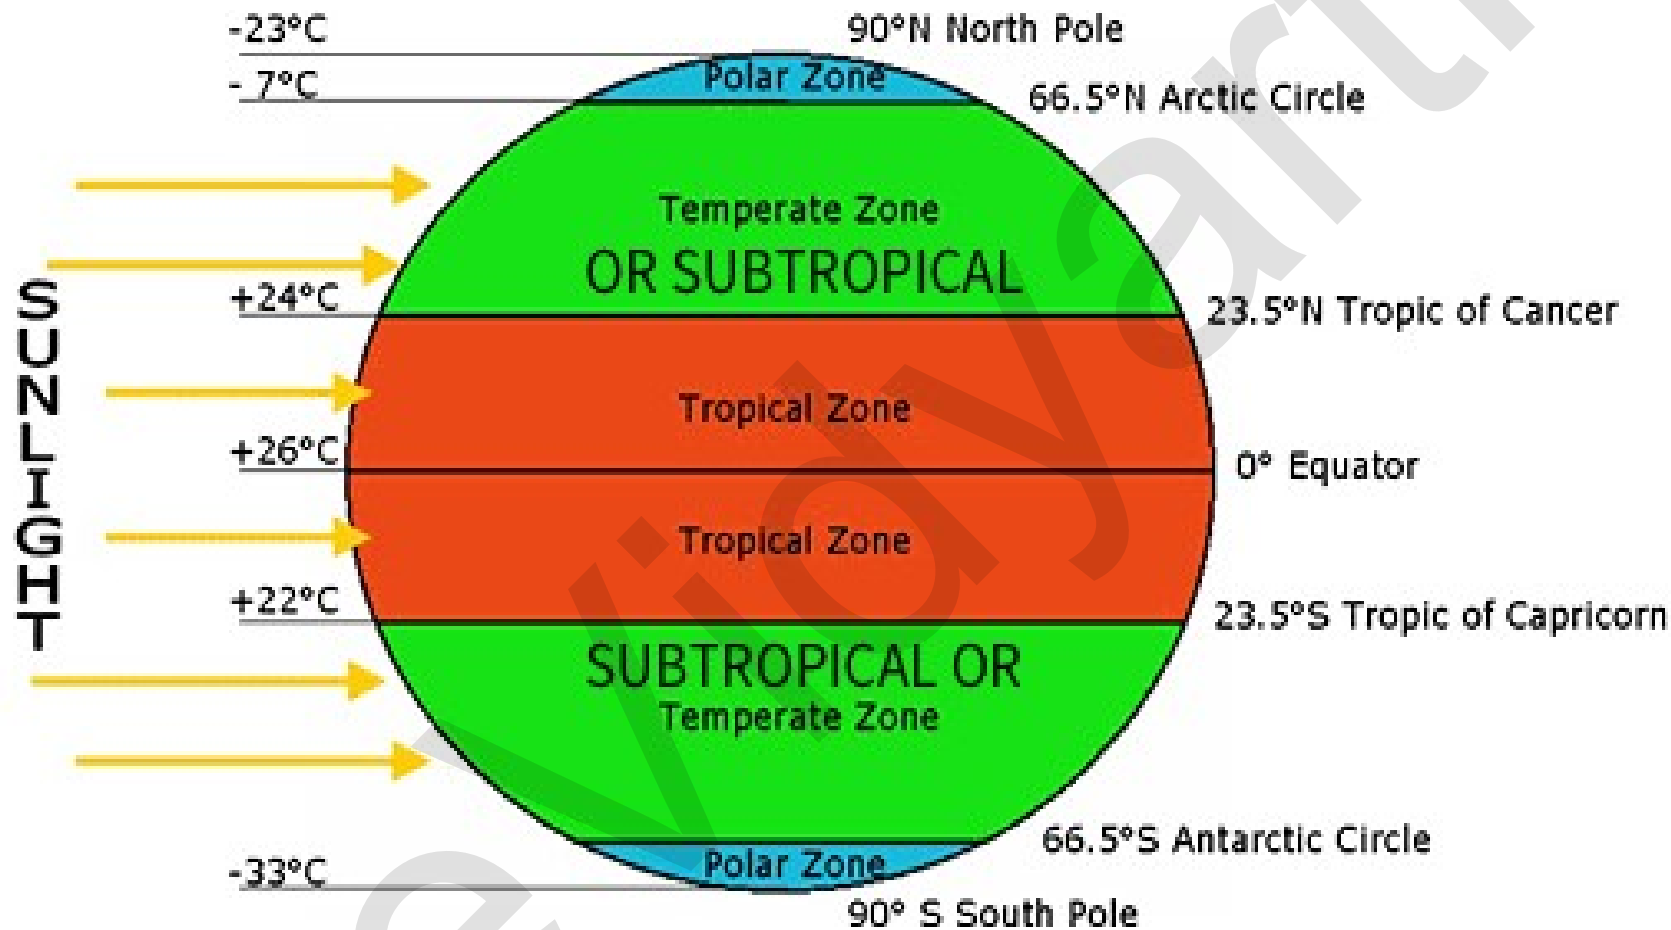 -23°C
90°N North Pole
Polar Zone
- 7°C
66.5°N Arctic Circle
Temperate Zone
OR SUBTROPICAL
+24°C
23.5°N Tropic of Cancer
SUNLIGHT
Tropical Zone
+26°C
0° Equator
Tropical Zone
+22°C
23.5°S Tropic of Capricorn
SUBTROPICAL OR
Temperate Zone
66.5°S Antarctic Circle
Polar Zone
-33°C
90° S South Pole